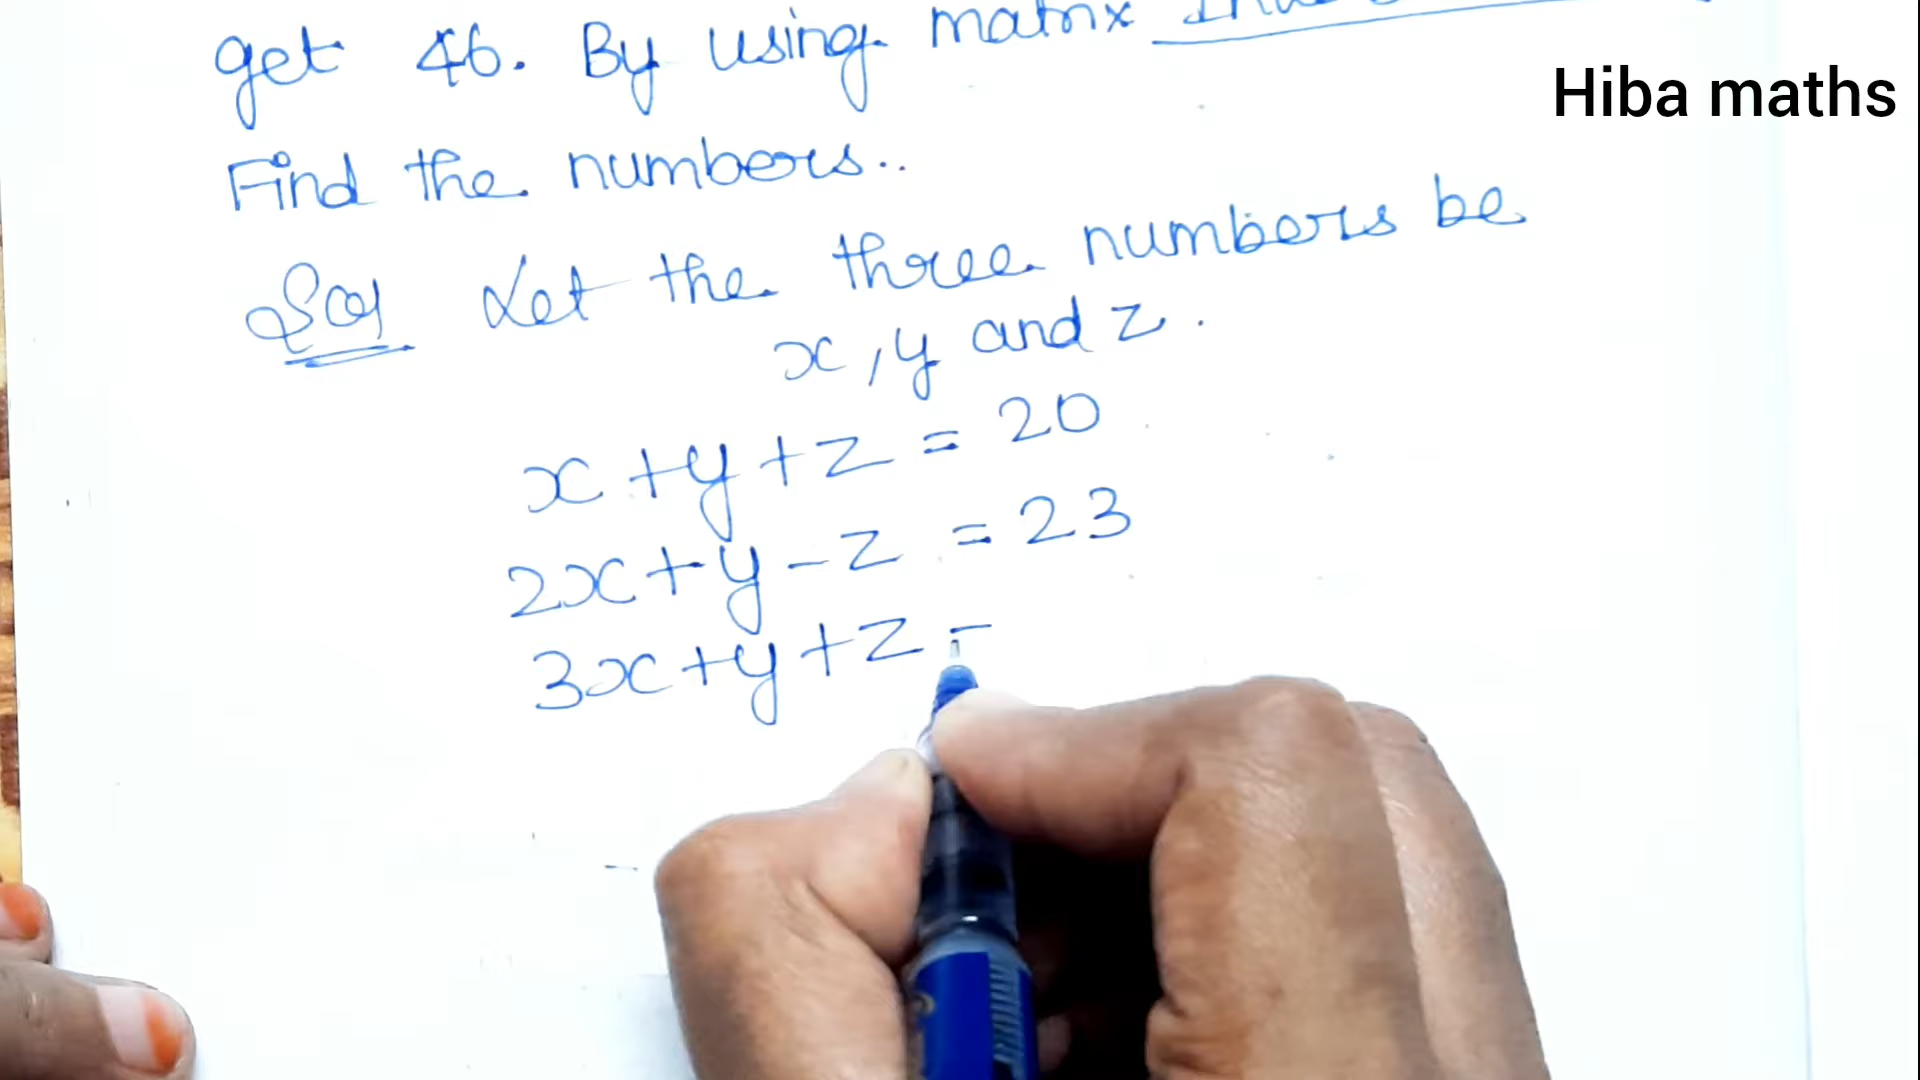 get 46. By using matrix
Hiba maths
Find the numbers..
Sol Let the three numbers be
x, y and z.
x + y + z = 20
2x + y - z = 23
3x + y + z =